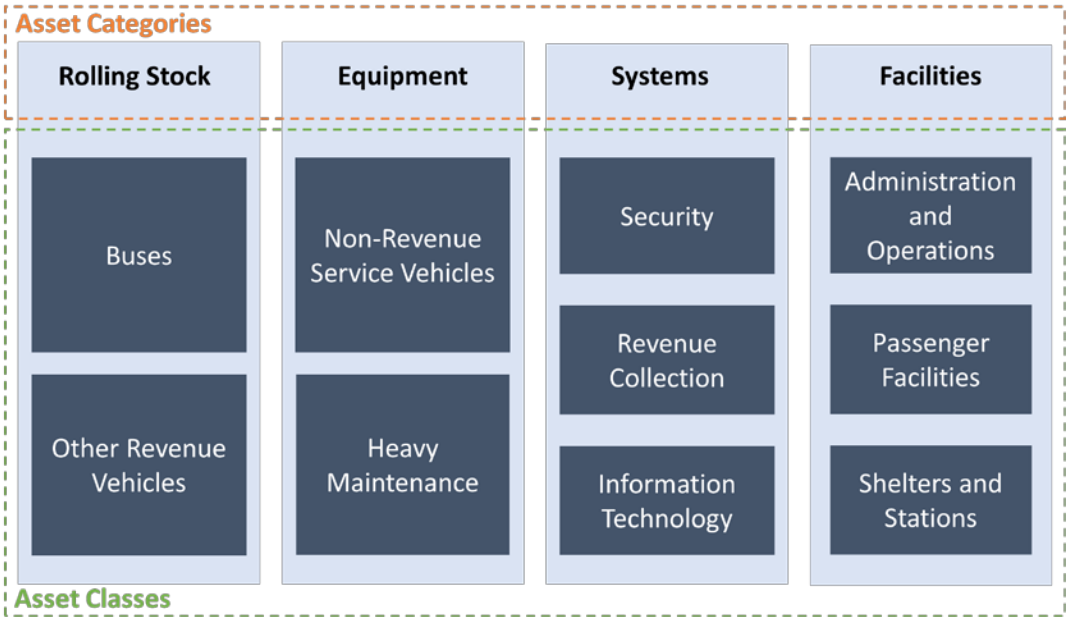 Asset Categories
Rolling Stock
Equipment
Systems
Facilities
Buses
Other Revenue
Vehicles
Non-Revenue
Service Vehicles
Heavy
Maintenance
Security
Revenue
Collection
Information
Technology
Administration
and
Operations
Passenger
Facilities
Shelters and
Stations
Asset Classes